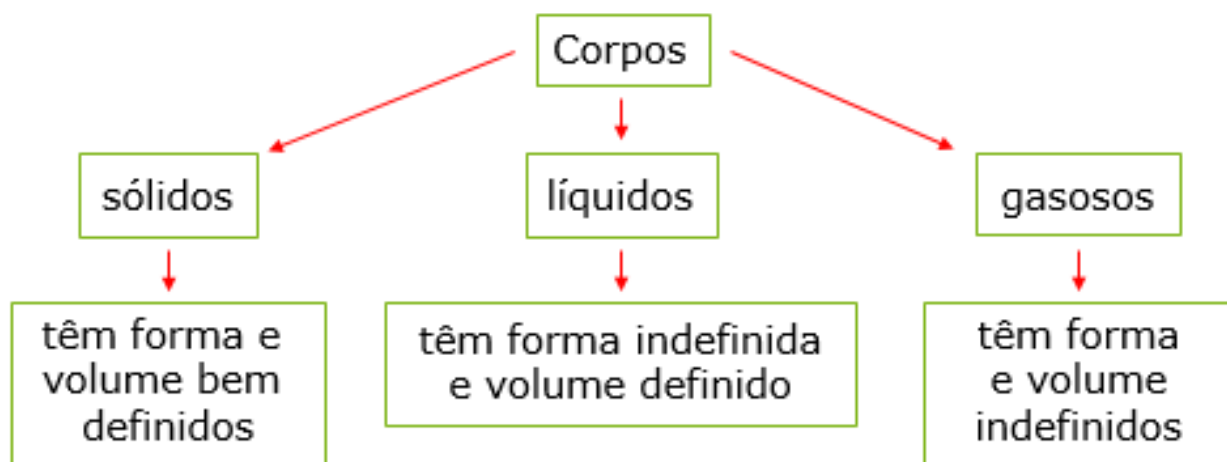 Corpos
sólidos
líquidos
gasosos
têm forma e
volume bem
definidos
têm forma indefinida
e volume definido
têm forma
e volume
indefinidos